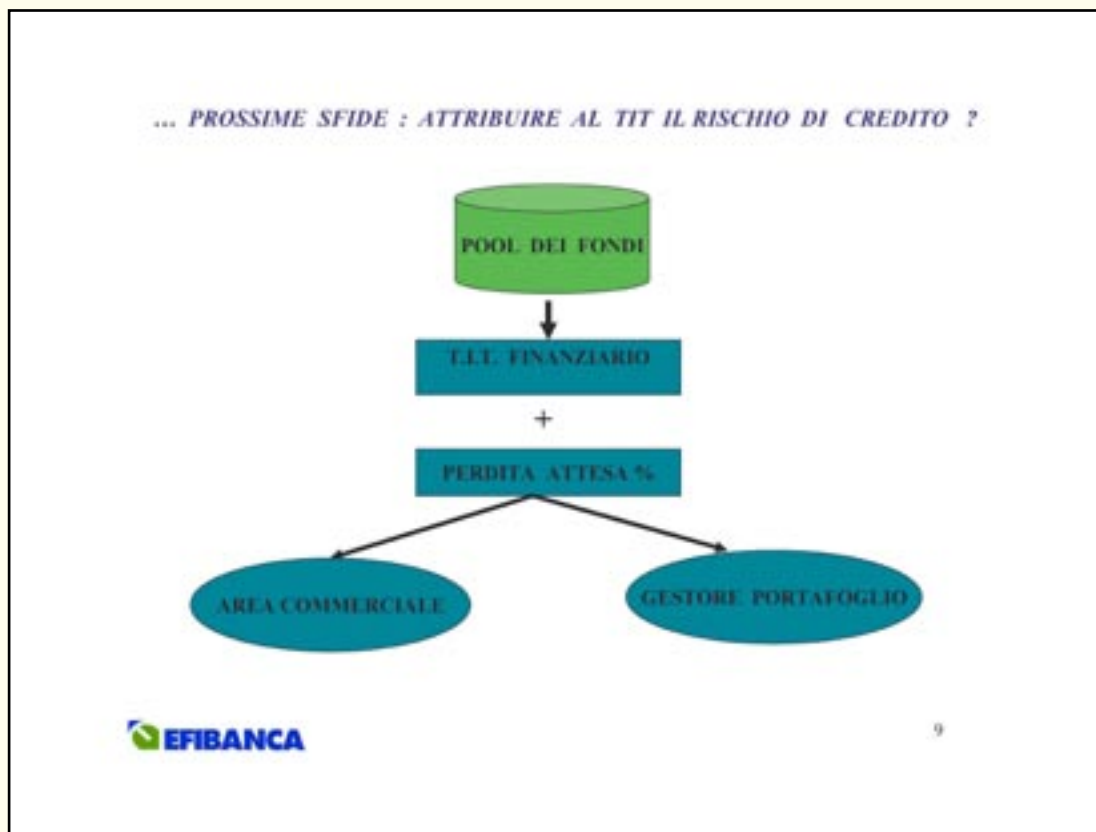 ... PROSSIME SFIDE : ATTRIBUIRE AL TIT IL RISCHIO DI CREDITO ?
POOL DEI FONDI
T.I.T. FINANZIARIO
+
PERDITA ATTESA %
AREA COMMERCIALE
GESTORE PORTAFOGLIO
EFIBANCA
9